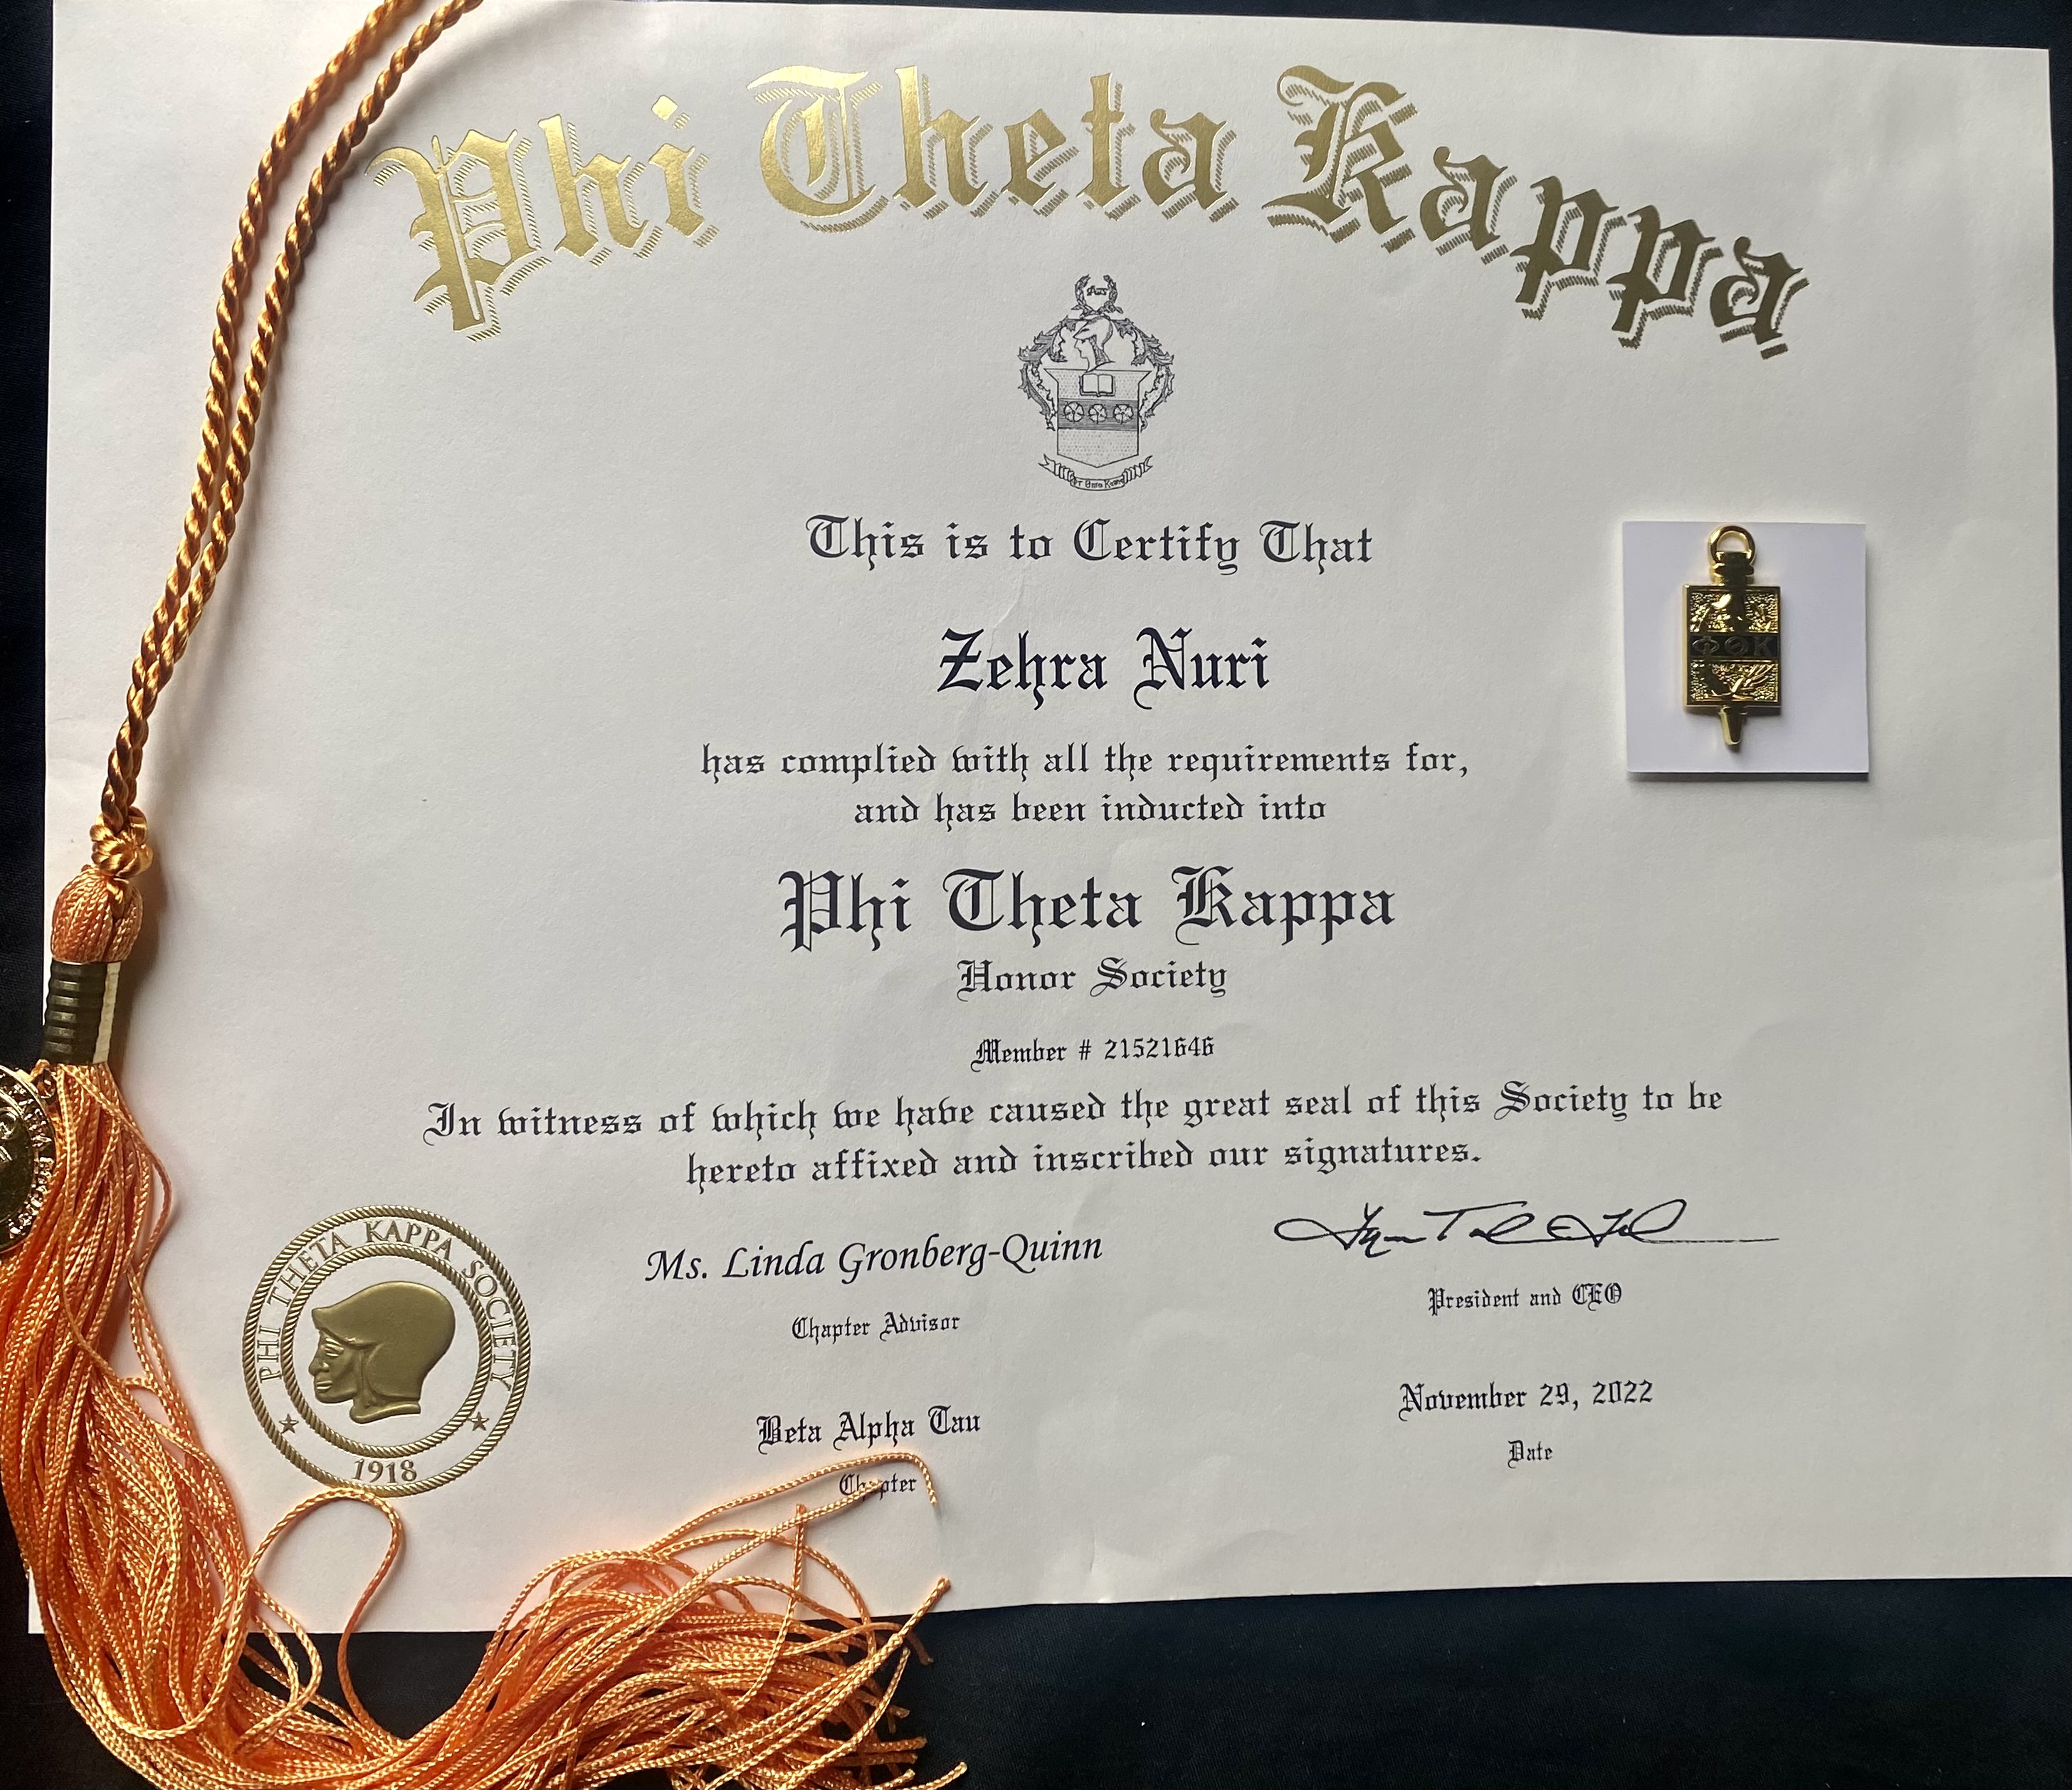 Phi Theta Kappa
This is to Certify That
Zehra Nuri
ΦΘΚ
has complied with all the requirements for,
and has been inducted into
Phi Theta Kappa
Honor Society
Member # 21521646
In witness of which we have caused the great seal of this Society to be
hereto affixed and inscribed our signatures.
Ms. Linda Gronberg-Quinn
Chapter Advisor
President and CEO
PHI THETA KAPPA SOCIETY
1918
Beta Alpha Tau
Chapter
November 29, 2022
Date